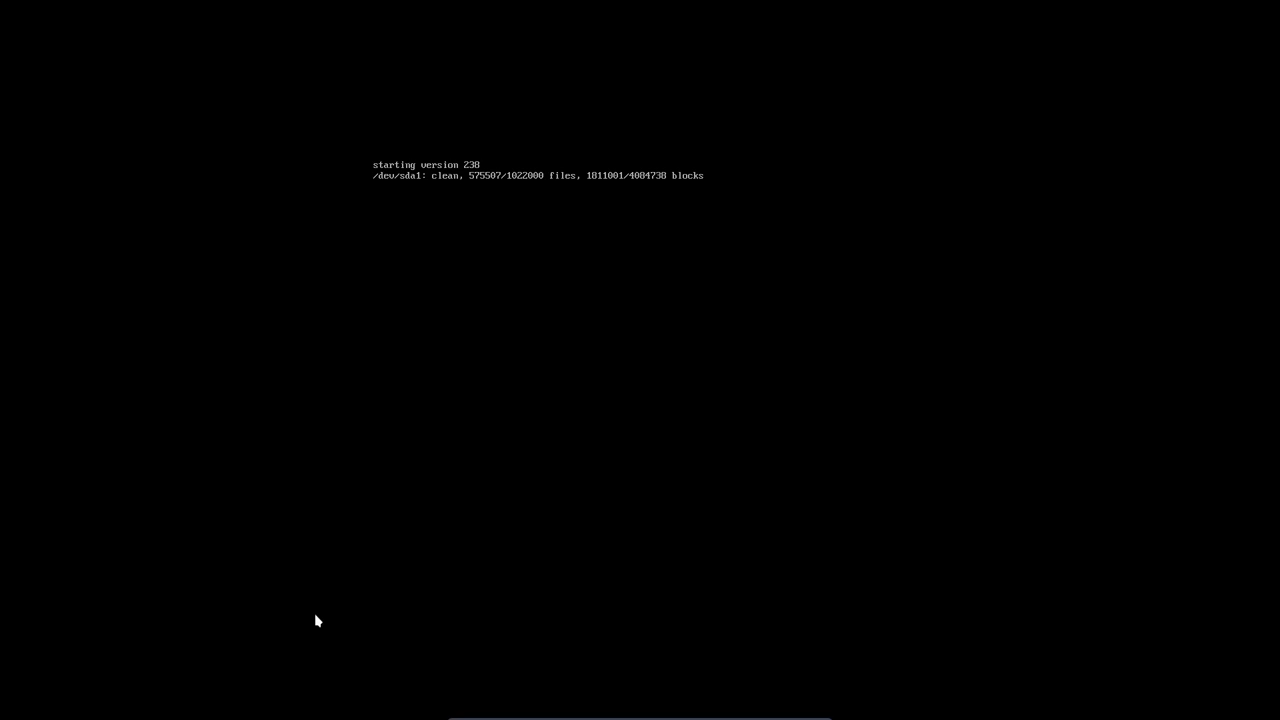 starting version 238
/dev/sda1: clean, 575507/1022000 files, 1811001/4084738 blocks